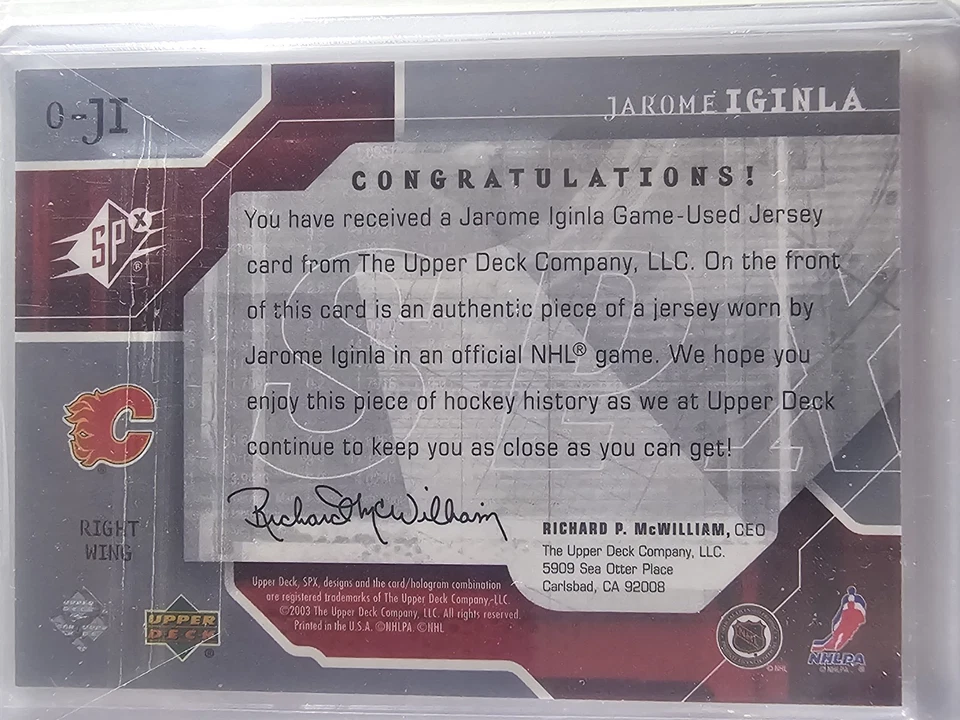 O-JI
JAROME IGINLA
CONGRATULATIONS!
You have received a Jarome Iginla Game-Used Jersey
card from The Upper Deck Company, LLC. On the front
of this card is an authentic piece of a jersey worn by
Jarome Iginla in an official NHL® game. We hope you
enjoy this piece of hockey history as we at Upper Deck
continue to keep you as close as you can get!
SPX
SPX
®
C
RIGHT
WING
Richard McWilliam
RICHARD P. McWILLIAM, CEO
The Upper Deck Company, LLC.
5909 Sea Otter Place
Carlsbad, CA 92008
Upper Deck, SPX, designs and the card/hologram combination
are registered trademarks of The Upper Deck Company, LLC.
©2003 The Upper Deck Company, LLC. All rights reserved.
Printed in the U.S.A. ©NHLPA. ©NHL
UPPER
DECK
®
NHL
©NHL
NHLPA
©NHLPA